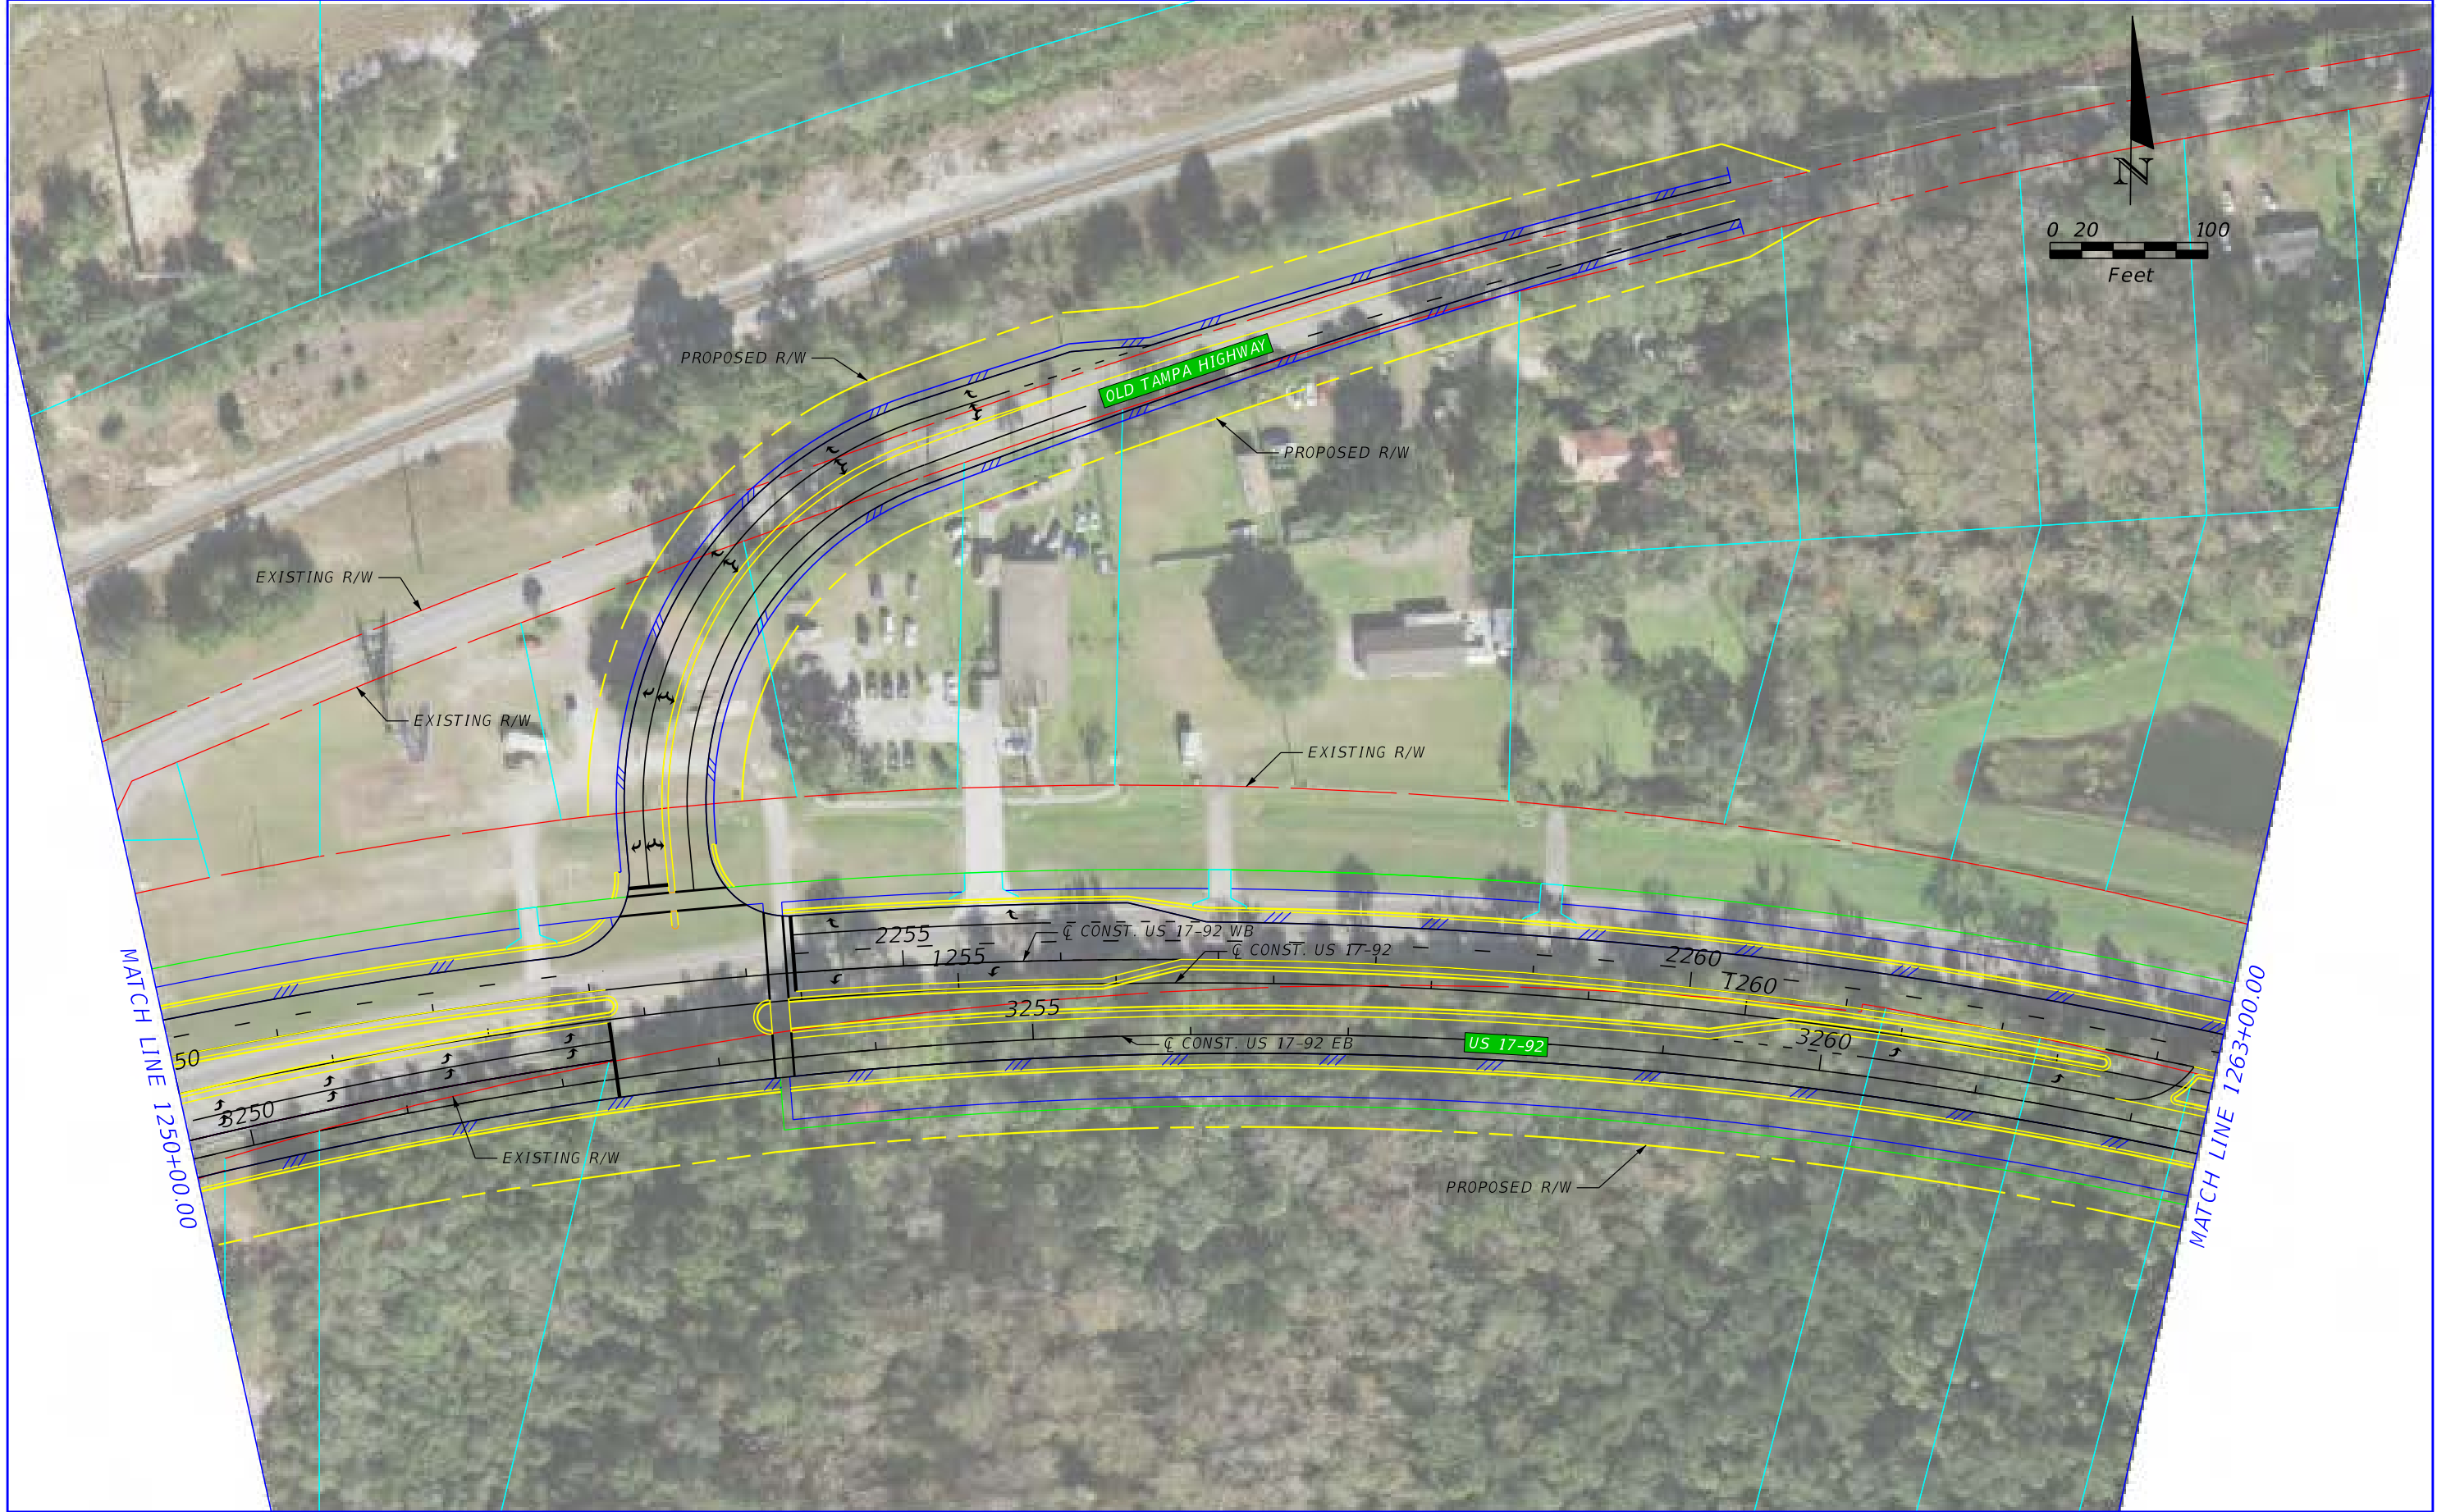 N
0 20 100
Feet
PROPOSED R/W
OLD TAMPA HIGHWAY
PROPOSED R/W
EXISTING R/W
EXISTING R/W
EXISTING R/W
2255
℄ CONST. US 17-92 WB
1255
℄ CONST. US 17-92
2260
1260
3255
℄ CONST. US 17-92 EB
US 17-92
3260
50
3250
EXISTING R/W
PROPOSED R/W
MATCH LINE 1250+00.00
MATCH LINE 1263+00.00